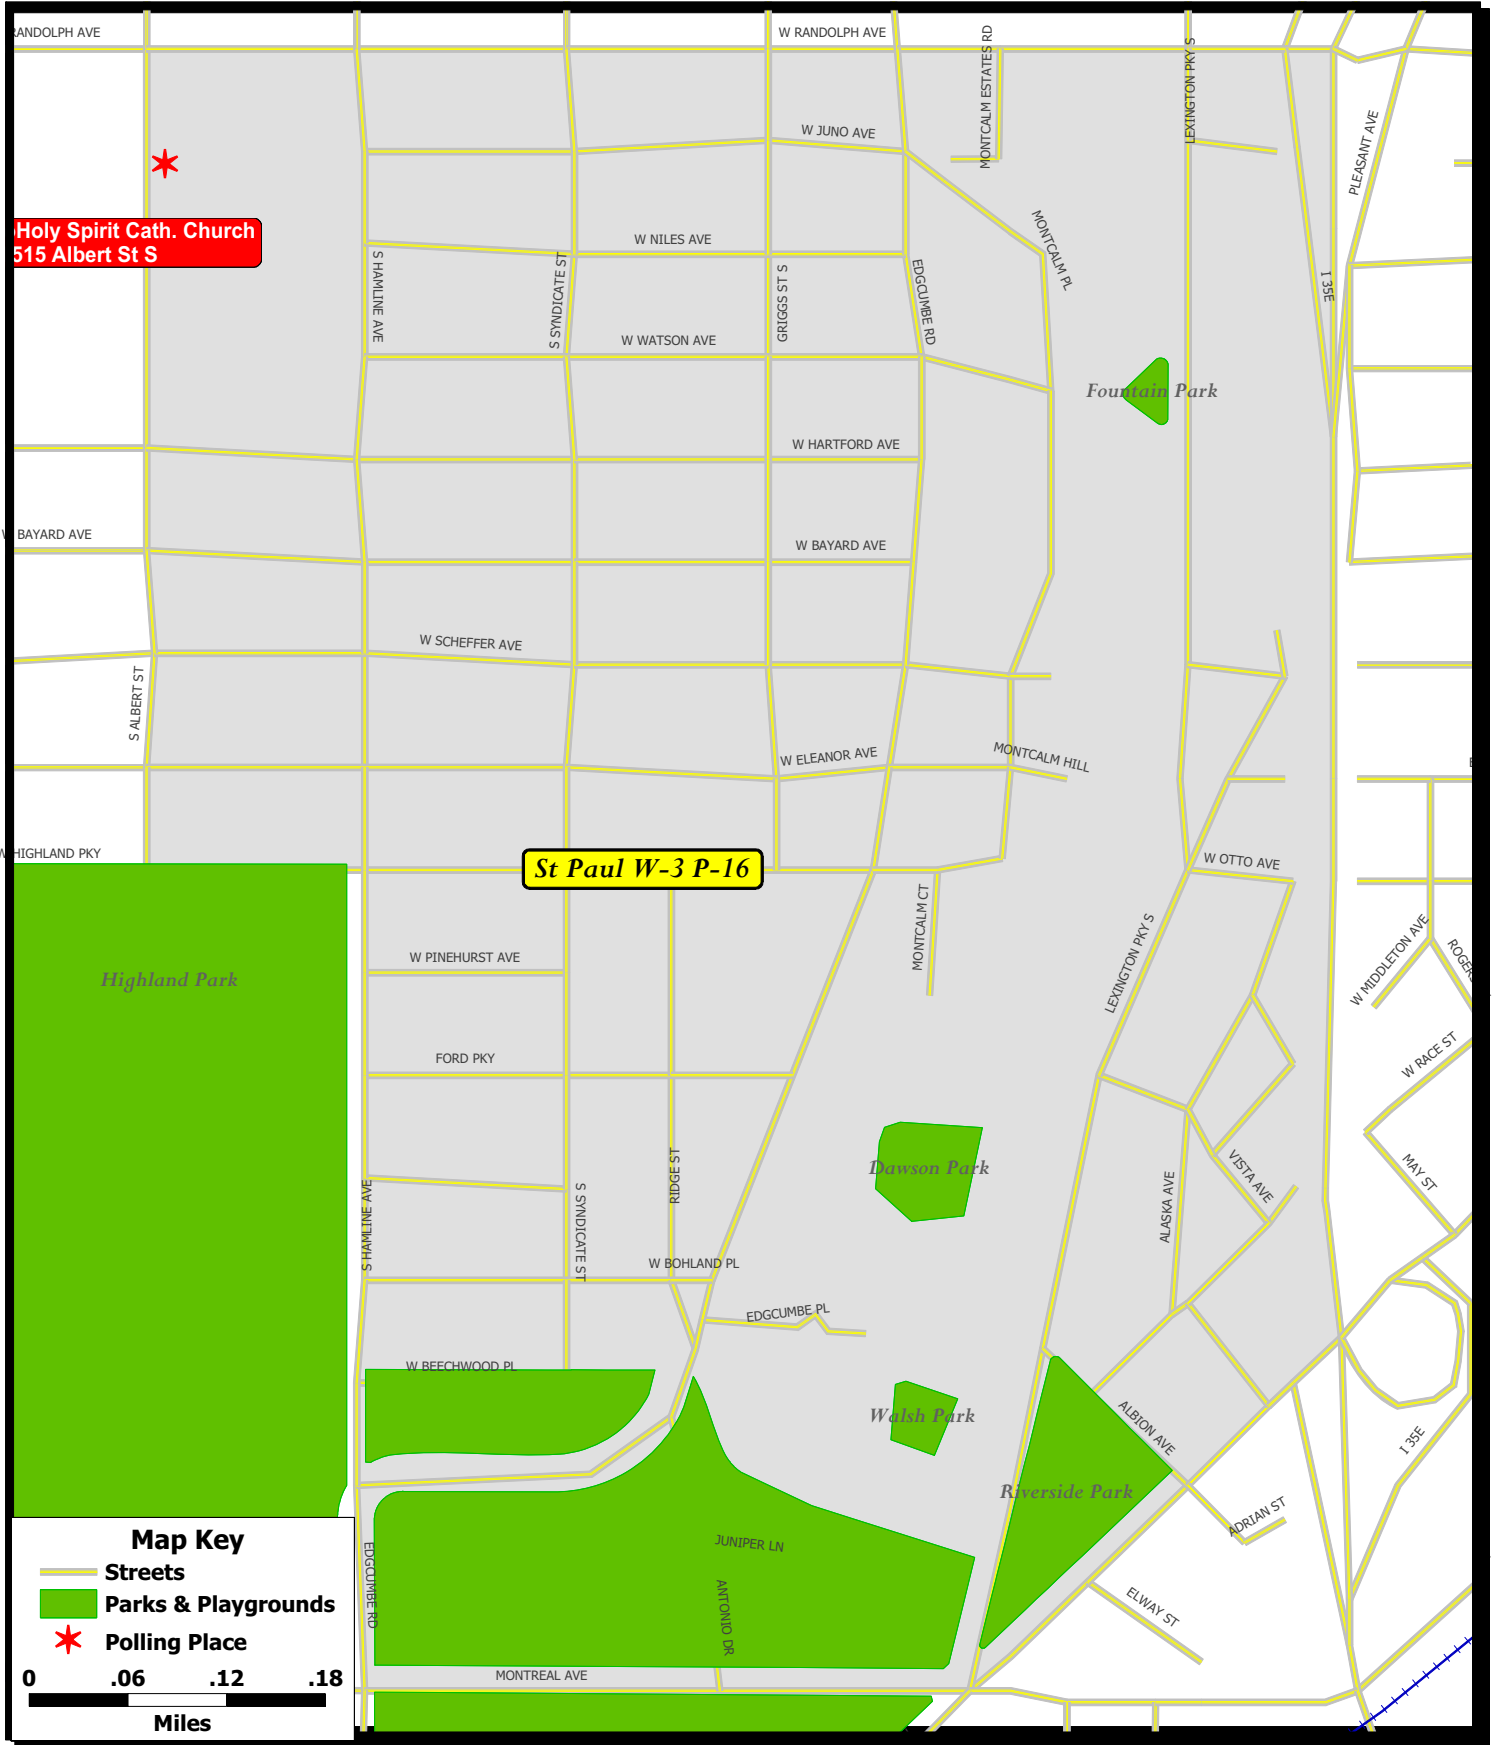 RANDOLPH AVE
W RANDOLPH AVE
MONTCALM ESTATES RD
LEXINGTON PKY S
W JUNO AVE
PLEASANT AVE
Holy Spirit Cath. Church
515 Albert St S
S HAMLINE AVE
S SYNDICATE ST
W NILES AVE
GRIGGS ST S
EDGCUMBE RD
MONTCALM PL
I 35E
W WATSON AVE
Fountain Park
W HARTFORD AVE
W BAYARD AVE
W BAYARD AVE
W SCHEFFER AVE
S ALBERT ST
W ELEANOR AVE
MONTCALM HILL
W HIGHLAND PKY
St Paul W-3 P-16
W OTTO AVE
MONTCALM CT
LEXINGTON PKY S
W MIDDLETON AVE
ROGERS
W PINEHURST AVE
Highland Park
FORD PKY
W RACE ST
Dawson Park
RIDGE ST
S HAMLINE AVE
S SYNDICATE ST
ALASKA AVE
VISTA AVE
MAY ST
W BOHLAND PL
EDGCUMBE PL
W BEECHWOOD PL
Walsh Park
ALBION AVE
I 35E
Riverside Park
ADRIAN ST
JUNIPER LN
ANTONIO DR
EDGCUMBE RD
ELWAY ST
MONTREAL AVE
Map Key
Streets
Parks & Playgrounds
Polling Place
0 .06 .12 .18
Miles